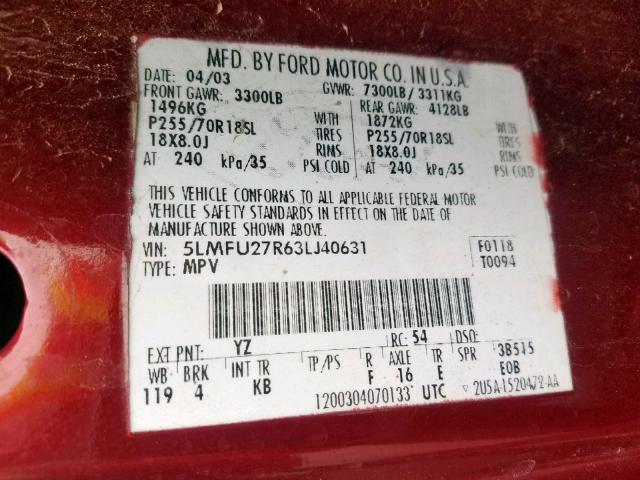 MFD. BY FORD MOTOR CO. IN U.S.A.
DATE: 04/03 GVWR: 7300LB/ 3311KG
FRONT GAWR: 3300LB REAR GAWR: 4128LB
1496KG WITH 1872KG WITH
P255/70R18SL TIRES P255/70R18SL TIRES
18X8.0J RIMS 18X8.0J RIMS
AT 240 kPa/35 PSI COLD AT 240 kPa/35 PSI COLD
THIS VEHICLE CONFORMS TO ALL APPLICABLE FEDERAL MOTOR
VEHICLE SAFETY STANDARDS IN EFFECT ON THE DATE OF
MANUFACTURE SHOWN ABOVE.
VIN: 5LMFU27R63LJ40631 F0118
TYPE: MPV T0094
EXT PNT: YZ RC: 54 DSO:
WB BRK INT TR TP/PS R AXLE TR SPR 3B515
119 4 KB F 16 E EOB
1200304070133 UTC 2U5A-1520472-AA